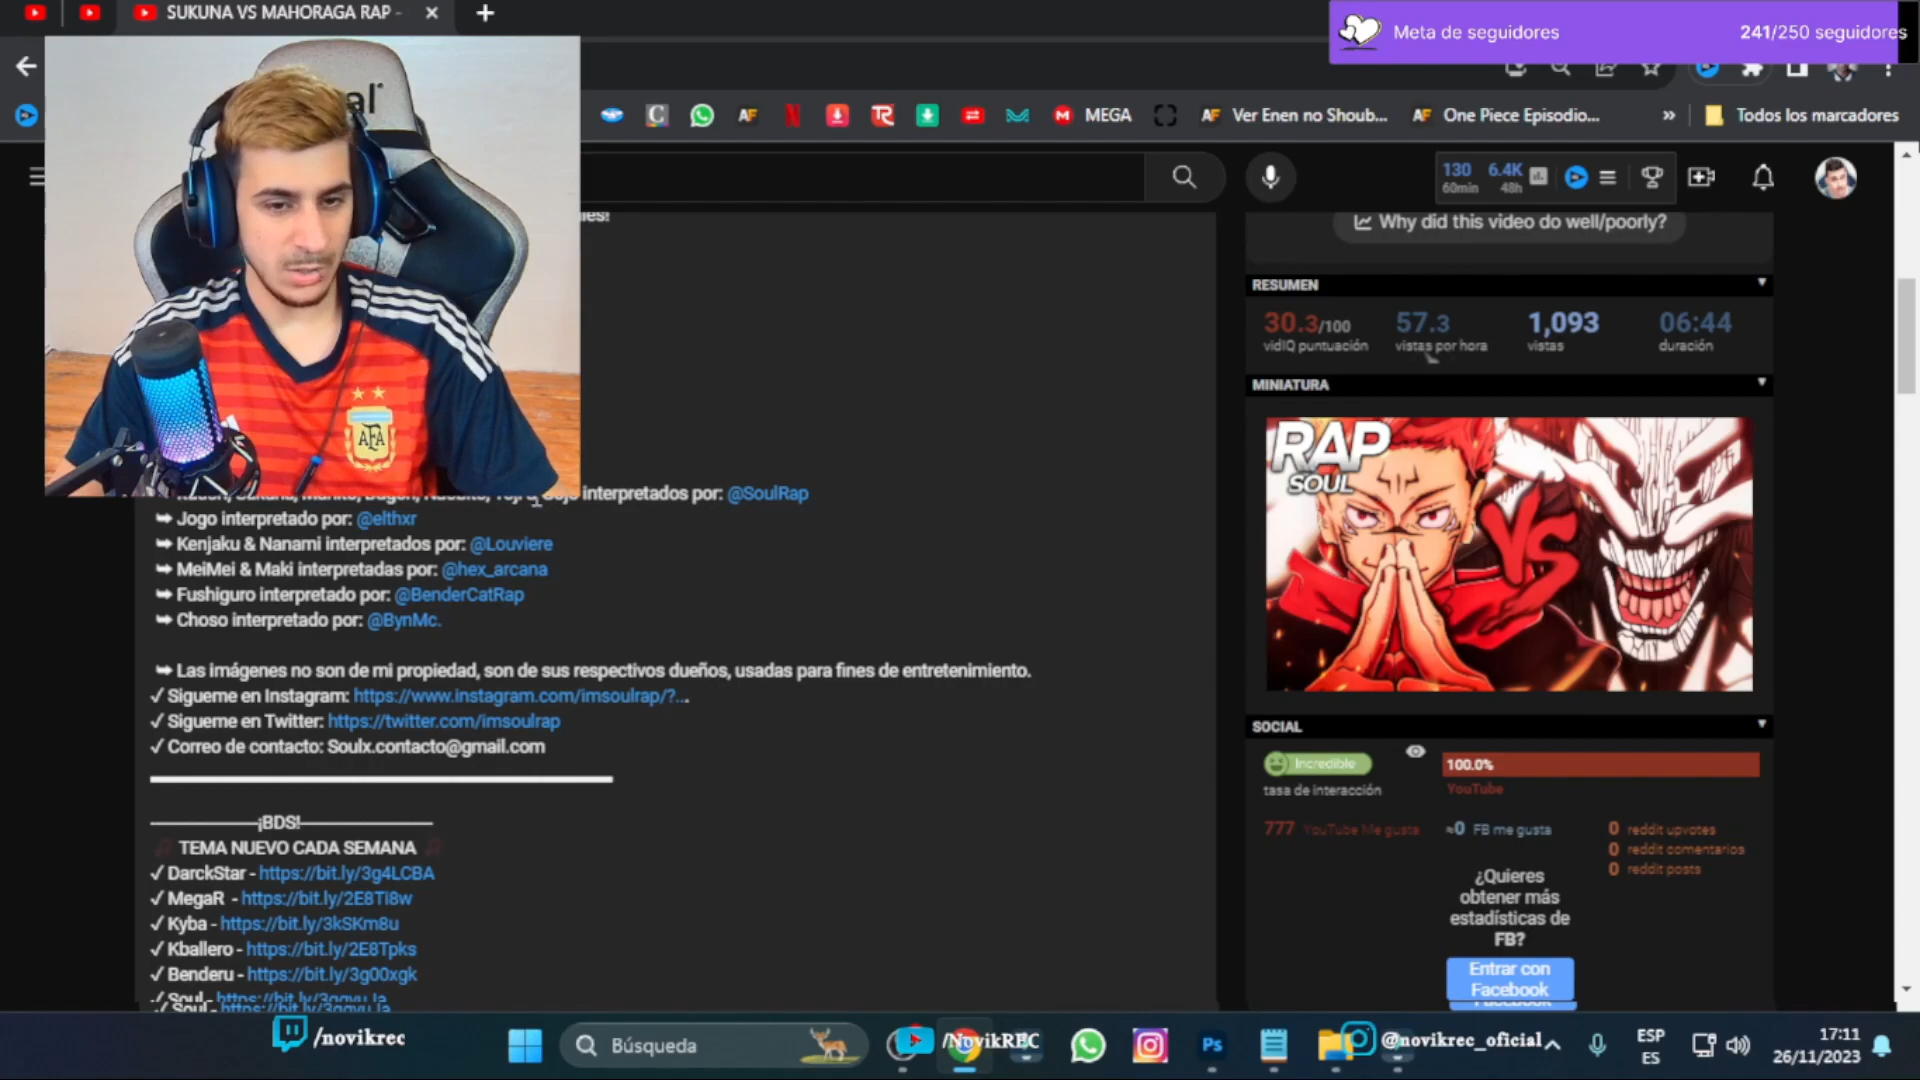 SUKUNA VS MAHORAGA RAP -
Meta de seguidores 241/250 seguidores
MEGA
Ver Enen no Shoub...
One Piece Episodio...
»
Todos los marcadores
130 6.4K
60min 48h
Why did this video do well/poorly?
RESUMEN
30.3/100 57.3 1,093 06:44
vidIQ puntuación vistas por hora vistas duración
MINIATURA
RAP
SOUL
VS
AFA
interpretados por: @SoulRap
➥ Jogo interpretado por: @elthxr
➥ Kenjaku & Nanami interpretados por: @Louviere
➥ MeiMei & Maki interpretadas por: @hex_arcana
➥ Fushiguro interpretado por: @BenderCatRap
➥ Choso interpretado por: @BynMc.
➥ Las imágenes no son de mi propiedad, son de sus respectivos dueños, usadas para fines de entretenimiento.
✓ Sigueme en Instagram: https://www.instagram.com/imsoulrap/?...
✓ Sigueme en Twitter: https://twitter.com/imsoulrap
✓ Correo de contacto: Soulx.contacto@gmail.com
¡BDS!
TEMA NUEVO CADA SEMANA
✓ DarckStar - https://bit.ly/3g4LCBA
✓ MegaR - https://bit.ly/2E8Tl8w
✓ Kyba - https://bit.ly/3kSKm8u
✓ Kballero - https://bit.ly/2E8Tpks
✓ Benderu - https://bit.ly/3g00xgk
✓ Soul -
SOCIAL
Incredible
tasa de interacción
100.0%
YouTube
777 YouTube Me gusta
≈0 FB me gusta
0 reddit upvotes
0 reddit comentarios
0 reddit posts
¿Quieres
obtener más
estadísticas de
FB?
Entrar con
Facebook
/novikrec
Búsqueda
/NovikREC
Ps
@novikrec_oficial
ESP
ES
17:11
26/11/2023